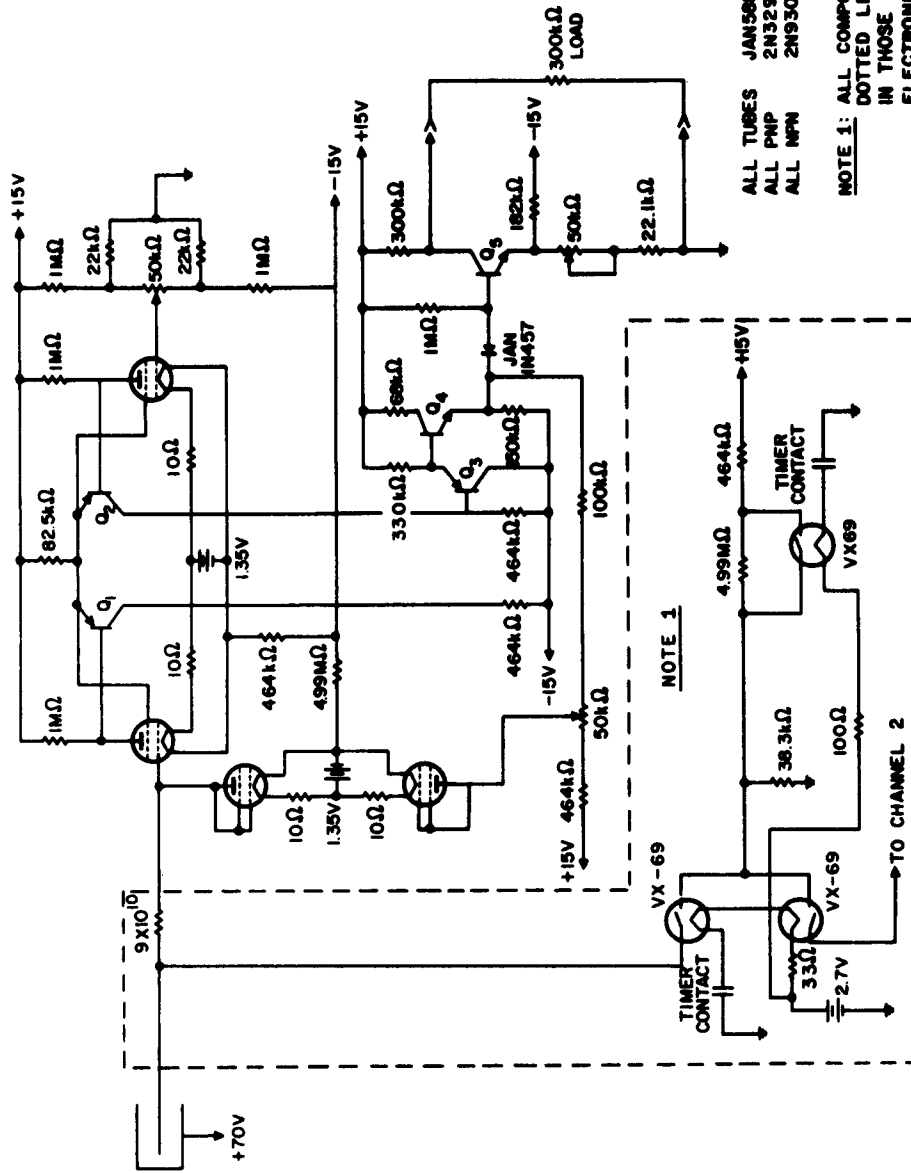 +15V
1MΩ
1MΩ
1MΩ
82.5kΩ
22kΩ
50kΩ
22kΩ
1MΩ
Q1
Q2
10Ω
10Ω
1.35V
464kΩ
4.99MΩ
-15V
9X10^10
10Ω
1.35V
10Ω
+70V
+15V
330kΩ
68kΩ
1MΩ
300kΩ
Q3
Q4
Q5
JAN
1N457
464kΩ
464kΩ
-15V
182kΩ
-15V
50kΩ
22.1kΩ
300kΩ
LOAD
100kΩ
50kΩ
464kΩ
+15V
NOTE 1
VX-69
VX-69
TIMER
CONTACT
33Ω
2.7V
38.3kΩ
100Ω
4.99MΩ
464kΩ
+15V
TIMER
CONTACT
VX69
TO CHANNEL 2
ALL TUBES
ALL PNP 2N329
ALL NPN 2N930
NOTE 1: ALL
DOTTED
IN THOSE